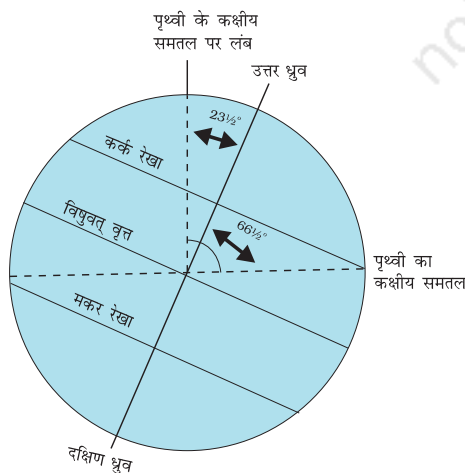 पृथ्वी के कक्षीय
समतल पर लंब
उत्तर ध्रुव
23½°
कर्क रेखा
66½°
विषुवत् वृत्त
पृथ्वी का
कक्षीय समतल
मकर रेखा
दक्षिण ध्रुव